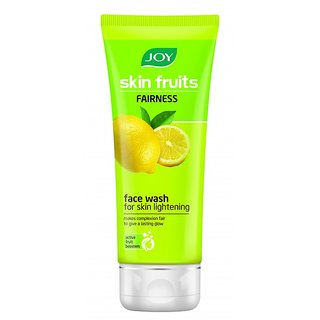 JOY
skin fruits
FAIRNESS
face wash
for skin lightening
makes complexion fair
to give a lasting glow
active
fruit
boosters